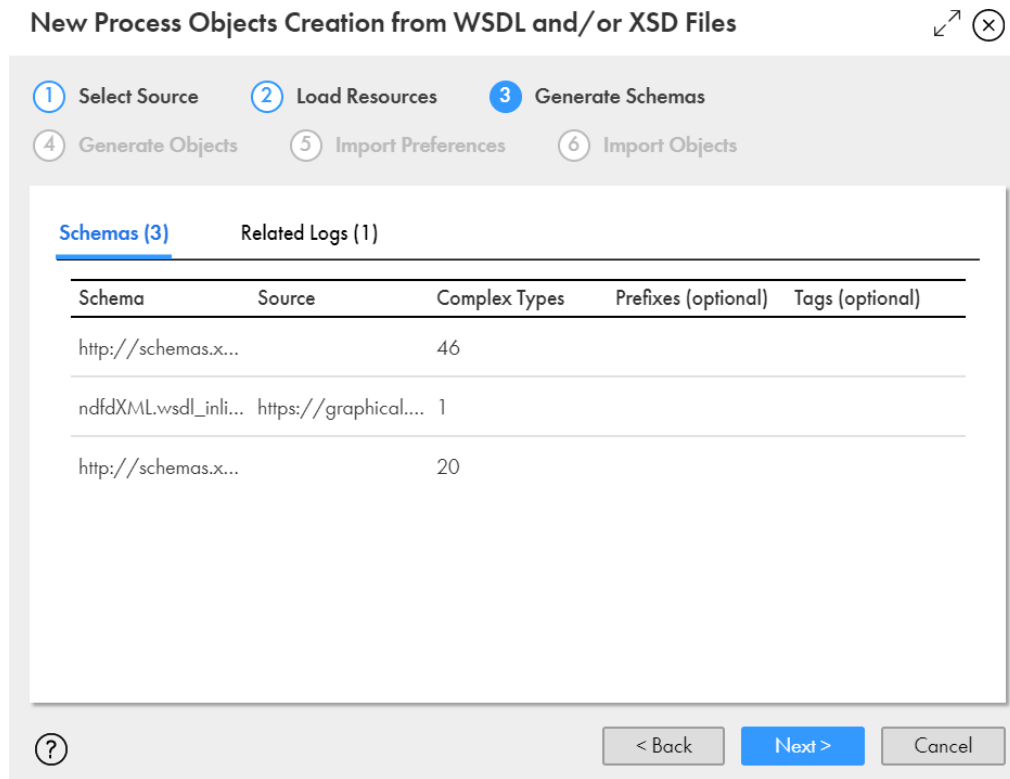 New Process Objects Creation from WSDL and/or XSD Files
1 Select Source 2 Load Resources 3 Generate Schemas
4 Generate Objects 5 Import Preferences 6 Import Objects
Schemas (3) Related Logs (1)
Schema Source Complex Types Prefixes (optional) Tags (optional)
http://schemas.x... 46
ndfdXML.wsdl_inli... https://graphical.... 1
http://schemas.x... 20
? < Back Next > Cancel